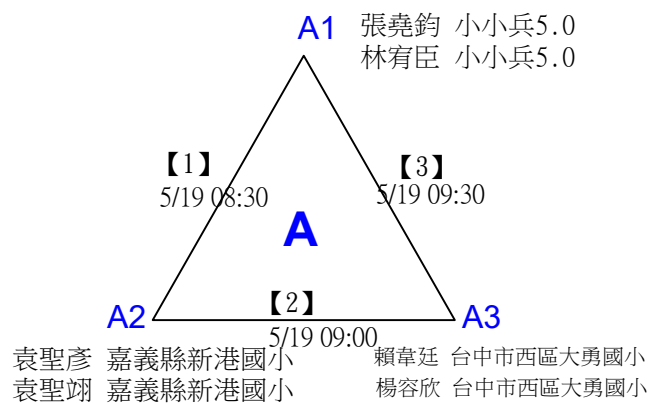 A1 張堯鈞 小小兵5.0
林宥臣 小小兵5.0
【1】 【3】
5/19 08:30 5/19 09:30
A
【2】
A2 A3
5/19 09:00
袁聖彥 嘉義縣新港國小 賴韋廷 台中市西區大勇國小
袁聖翊 嘉義縣新港國小 楊容欣 台中市西區大勇國小